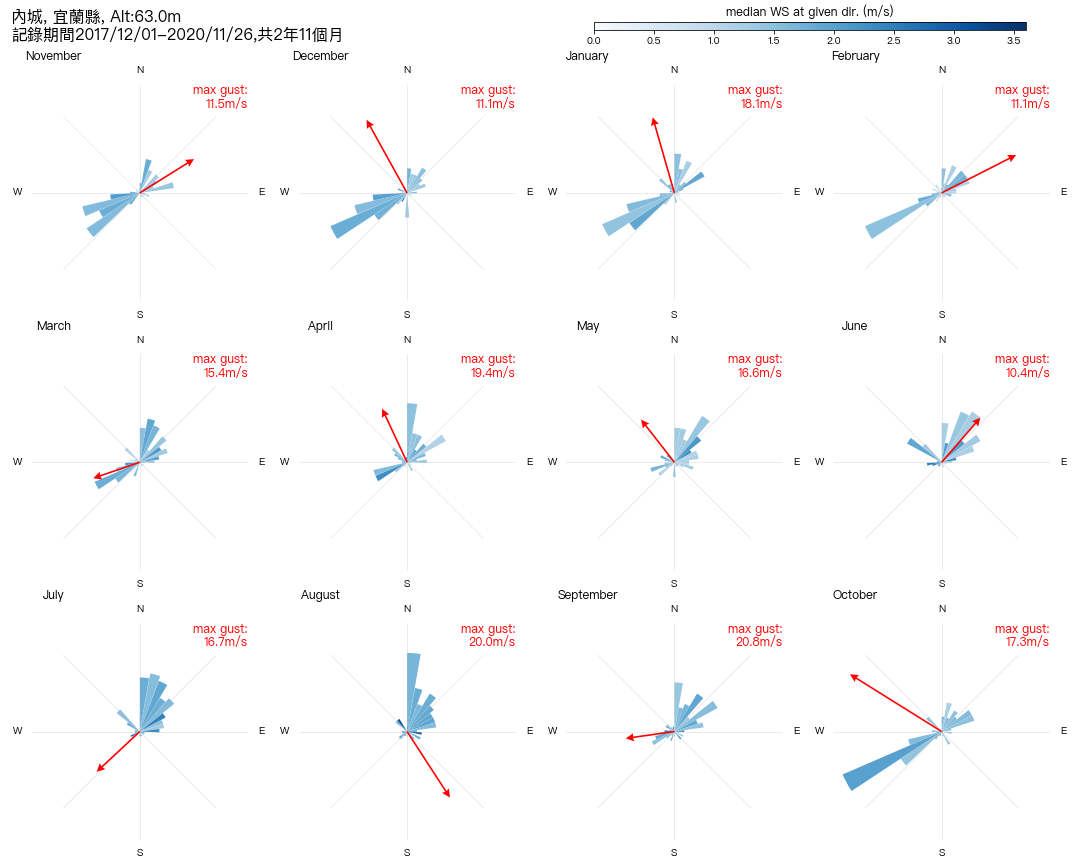 內城, 宜蘭縣, Alt:63.0m
記錄期間2017/12/01–2020/11/26,共2年11個月
median WS at given dir. (m/s)
0.0 0.5 1.0 1.5 2.0 2.5 3.0 3.5
November
N
max gust:
11.5m/s
W E
S
December
N
max gust:
11.1m/s
W E
S
January
N
max gust:
18.1m/s
W E
S
February
N
max gust:
11.1m/s
W E
S
March
N
max gust:
15.4m/s
W E
S
April
N
max gust:
19.4m/s
W E
S
May
N
max gust:
16.6m/s
W E
S
June
N
max gust:
10.4m/s
W E
S
July
N
max gust:
16.7m/s
W E
S
August
N
max gust:
20.0m/s
W E
S
September
N
max gust:
20.8m/s
W E
S
October
N
max gust:
17.3m/s
W E
S